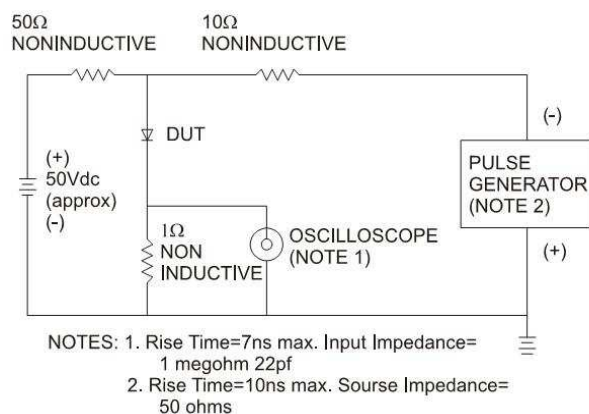 50Ω
NONINDUCTIVE
10Ω
NONINDUCTIVE
DUT
(+)
50Vdc
(approx)
(-)
1Ω
NON
INDUCTIVE
OSCILLOSCOPE
(NOTE 1)
(-)
PULSE
GENERATOR
(NOTE 2)
(+)
NOTES: 1. Rise Time=7ns max. Input Impedance=
1 megohm 22pf
2. Rise Time=10ns max. Sourse Impedance=
50 ohms